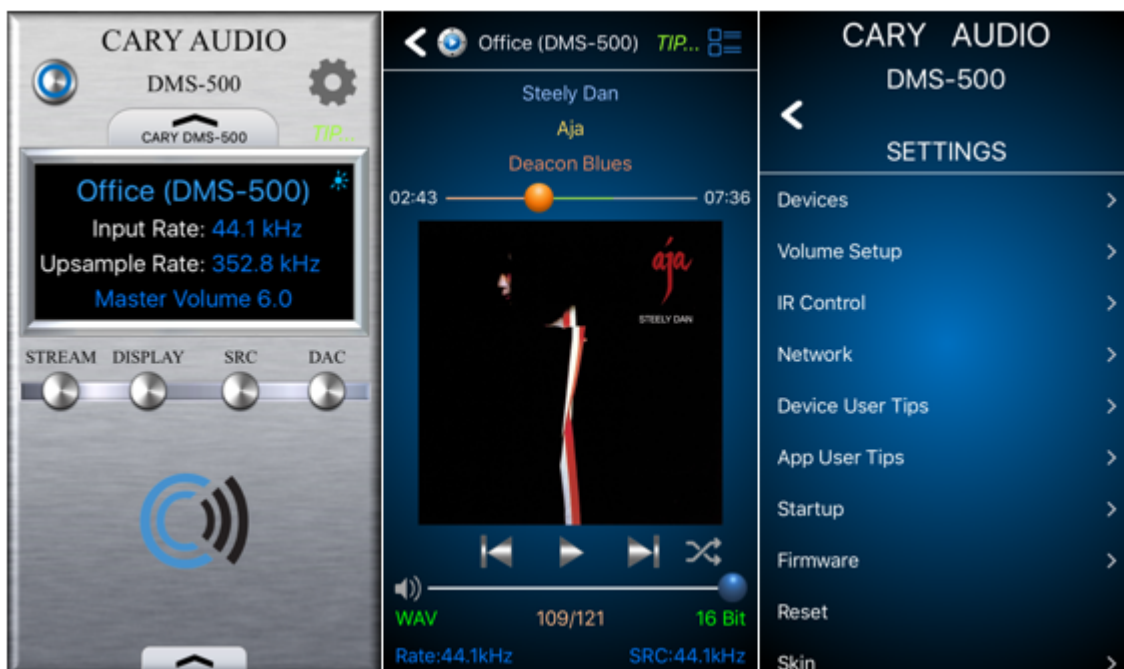 CARY AUDIO
DMS-500
CARY DMS-500
TIP...
Office (DMS-500)
Input Rate: 44.1 kHz
Upsample Rate: 352.8 kHz
Master Volume 6.0
STREAM DISPLAY SRC DAC
Office (DMS-500) TIP...
Steely Dan
Aja
Deacon Blues
02:43 07:36
aja
STEELY DAN
WAV 109/121 16 Bit
Rate:44.1kHz SRC:44.1kHz
CARY AUDIO
DMS-500
SETTINGS
Devices
Volume Setup
IR Control
Network
Device User Tips
App User Tips
Startup
Firmware
Reset
Skin